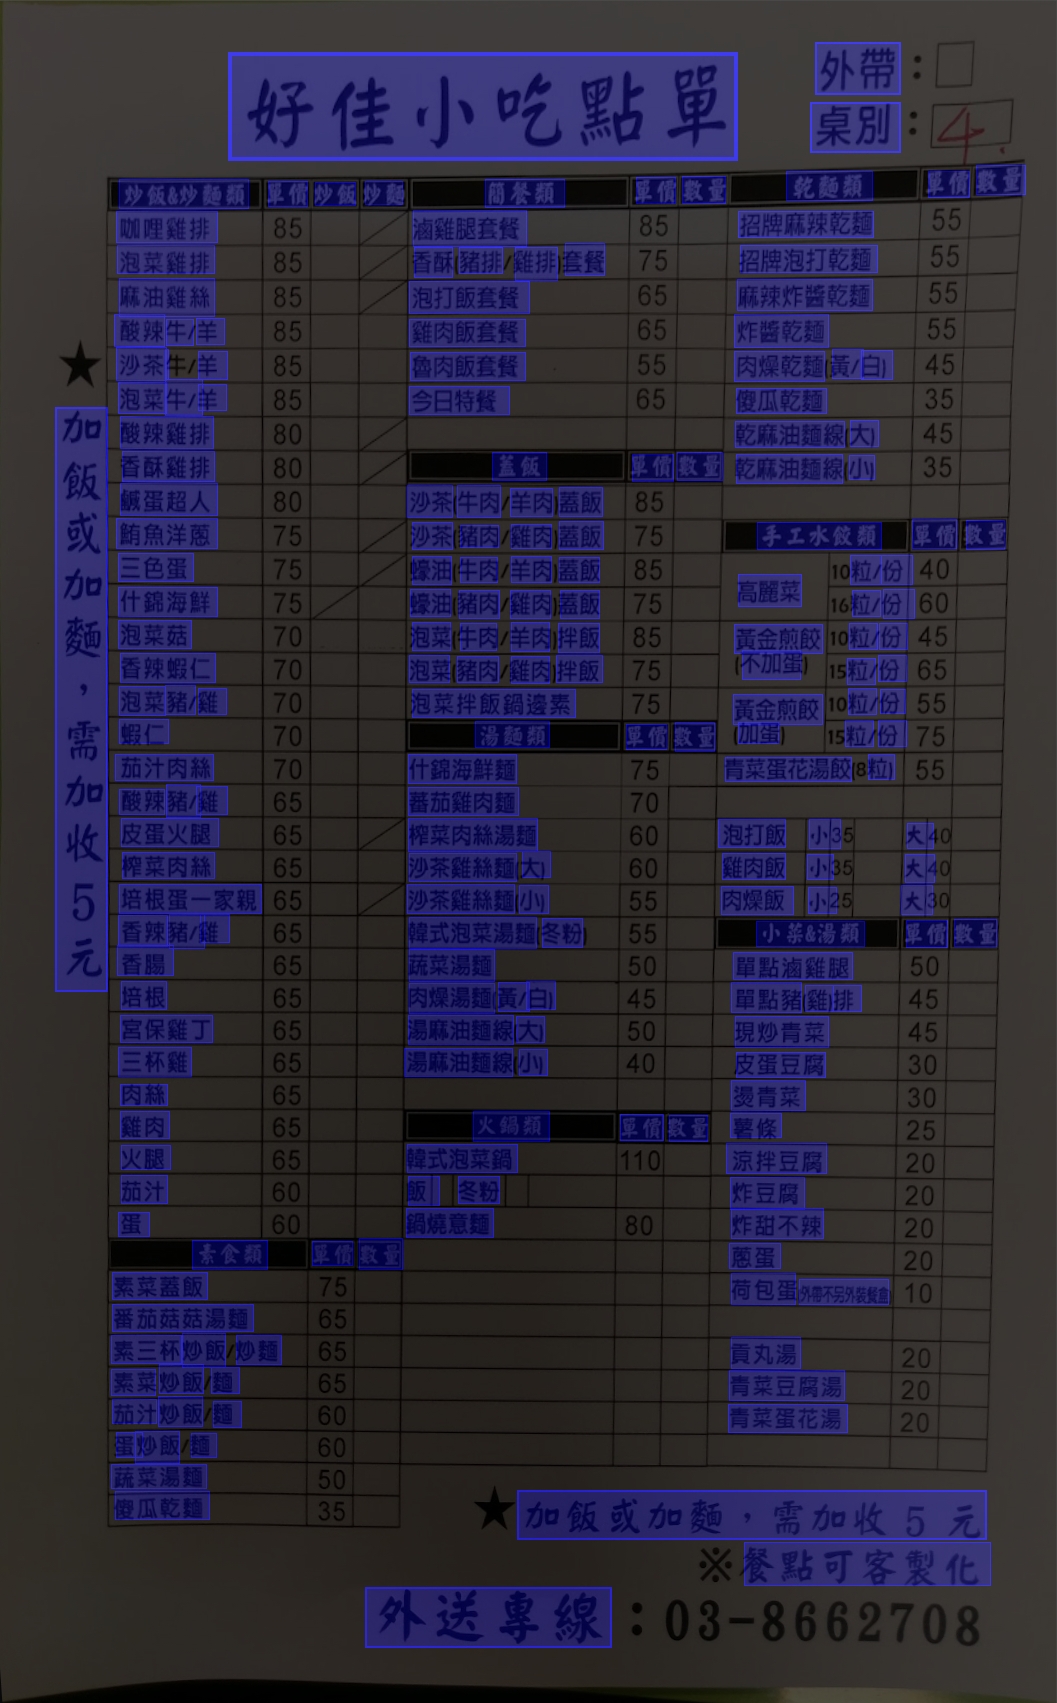 好佳小吃點單
外帶：
桌別：4.
炒飯&炒麵類 單價 炒飯 炒麵
咖哩雞排 85
泡菜雞排 85
麻油雞絲 85
酸辣牛/羊 85
沙茶牛/羊 85
泡菜牛/羊 85
酸辣雞排 80
香酥雞排 80
鹹蛋超人 80
鮪魚洋蔥 75
三色蛋 75
什錦海鮮 75
泡菜菇 70
香辣蝦仁 70
泡菜豬/雞 70
蝦仁 70
茄汁肉絲 70
酸辣豬/雞 65
皮蛋火腿 65
榨菜肉絲 65
培根蛋一家親 65
香辣豬/雞 65
香腸 65
培根 65
宮保雞丁 65
三杯雞 65
肉絲 65
雞肉 65
火腿 65
茄汁 60
蛋 60
素食類 單價 數量
素菜蓋飯 75
番茄菇菇湯麵 65
素三杯炒飯/炒麵 65
素菜炒飯/麵 65
茄汁炒飯/麵 60
蛋炒飯/麵 60
蔬菜湯麵 50
傻瓜乾麵 35
簡餐類 單價 數量
滷雞腿套餐 85
香酥(豬排/雞排)套餐 75
泡打飯套餐 65
雞肉飯套餐 65
魯肉飯套餐 55
今日特餐 65
蓋飯 單價 數量
沙茶(牛肉/羊肉)蓋飯 85
沙茶(豬肉/雞肉)蓋飯 75
蠔油(牛肉/羊肉)蓋飯 85
蠔油(豬肉/雞肉)蓋飯 75
泡菜(牛肉/羊肉)拌飯 85
泡菜(豬肉/雞肉)拌飯 75
泡菜拌飯鍋邊素 75
湯麵類 單價 數量
什錦海鮮麵 75
蕃茄雞肉麵 70
榨菜肉絲湯麵 60
沙茶雞絲麵(大) 60
沙茶雞絲麵(小) 55
韓式泡菜湯麵(冬粉) 55
蔬菜湯麵 50
肉燥湯麵(黃/白) 45
湯麻油麵線(大) 50
湯麻油麵線(小) 40
火鍋類 單價 數量
韓式泡菜鍋 110
飯 冬粉
鍋燒意麵 80
乾麵類 單價 數量
招牌麻辣乾麵 55
招牌泡打乾麵 55
麻辣炸醬乾麵 55
炸醬乾麵 55
肉燥乾麵(黃/白) 45
傻瓜乾麵 35
乾麻油麵線(大) 45
乾麻油麵線(小) 35
手工水餃類 單價 數量
高麗菜 10粒/份 40
16粒/份 60
黃金煎餃(不加蛋) 10粒/份 45
15粒/份 65
黃金煎餃(加蛋) 10粒/份 55
15粒/份 75
青菜蛋花湯餃(8粒) 55
泡打飯 小35 大40
雞肉飯 小35 大40
肉燥飯 小25 大30
小菜&湯類 單價 數量
單點滷雞腿 50
單點豬(雞)排 45
現炒青菜 45
皮蛋豆腐 30
燙青菜 30
薯條 25
涼拌豆腐 20
炸豆腐 20
炸甜不辣 20
蔥蛋 20
荷包蛋(外帶不另外裝餐盒) 10
貢丸湯 20
青菜豆腐湯 20
青菜蛋花湯 20
★加飯或加麵，需加收5元
★加飯或加麵，需加收5元
※餐點可客製化
外送專線：03-8662708